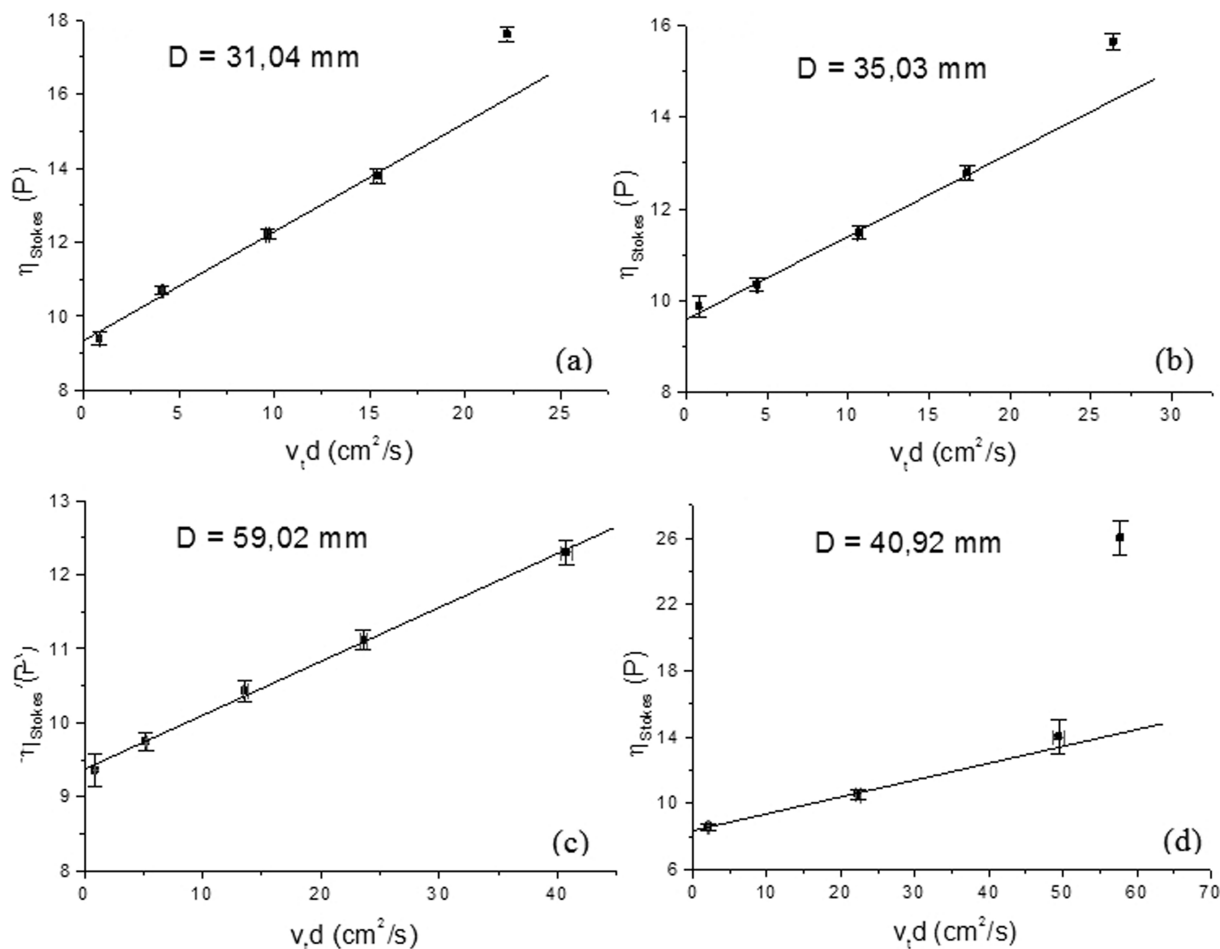 D = 31,04 mm
18
16
14
12
10
8
η_Stokes (P)
0 5 10 15 20 25
v_t d (cm²/s)
(a)
D = 35,03 mm
16
14
12
10
8
η_Stokes (P)
0 5 10 15 20 25 30
v_t d (cm²/s)
(b)
D = 59,02 mm
13
12
11
10
9
8
η_Stokes (P)
0 10 20 30 40
v_t d (cm²/s)
(c)
D = 40,92 mm
26
22
18
14
10
6
η_Stokes (P)
0 10 20 30 40 50 60 70
v_t d (cm²/s)
(d)